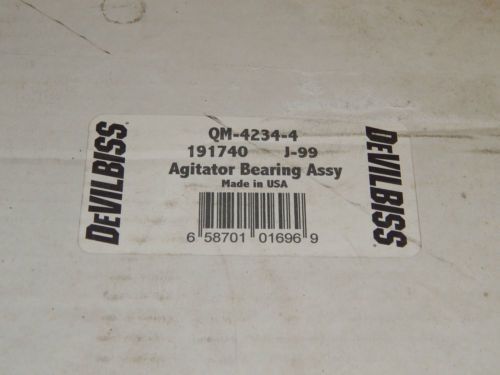 DEVILBISS
QM-4234-4
191740 J-99
Agitator Bearing Assy
Made in USA
6 58701 01696 9
DEVILBISS